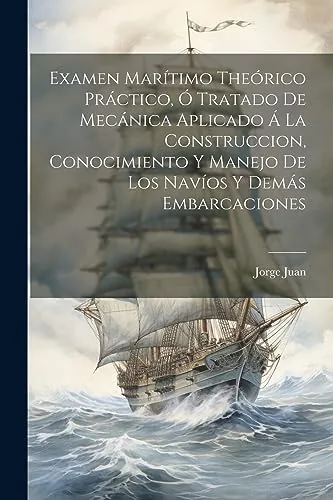 Examen Marítimo Theórico
Práctico, Ó Tratado De
Mecánica Aplicado Á La
Construccion,
Conocimiento Y Manejo De
Los Navíos Y Demás
Embarcaciones
Jorge Juan